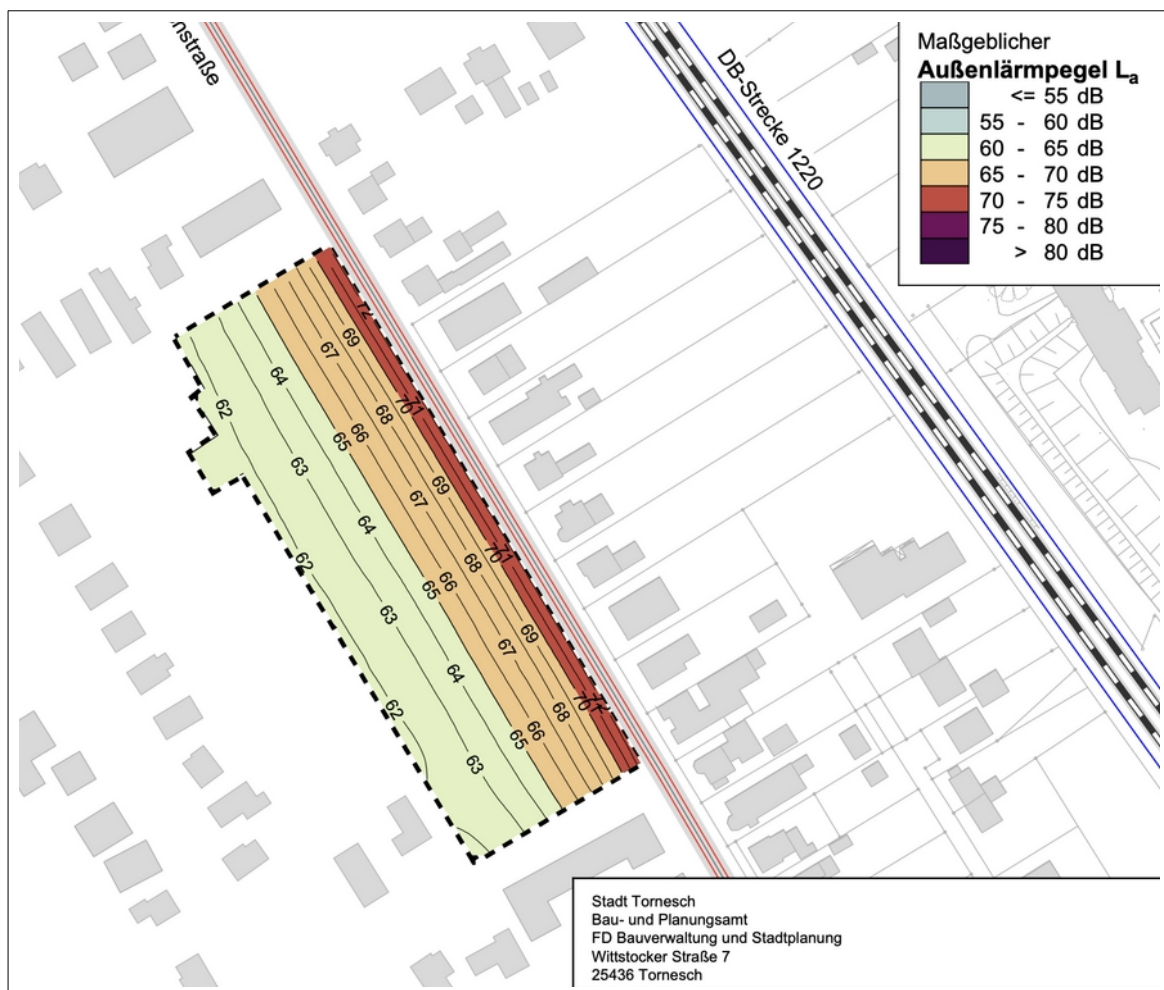 nstraße
DB-Strecke 1220
Maßgeblicher
Außenlärmpegel La
<= 55 dB
55 - 60 dB
60 - 65 dB
65 - 70 dB
70 - 75 dB
75 - 80 dB
> 80 dB
72
69
67
64
70
71
62
68
66
65
63
69
67
64
70
71
62
68
66
65
63
69
67
64
70
62
68
66
65
63
Stadt Tornesch
Bau- und Planungsamt
FD Bauverwaltung und Stadtplanung
Wittstocker Straße 7
25436 Tornesch